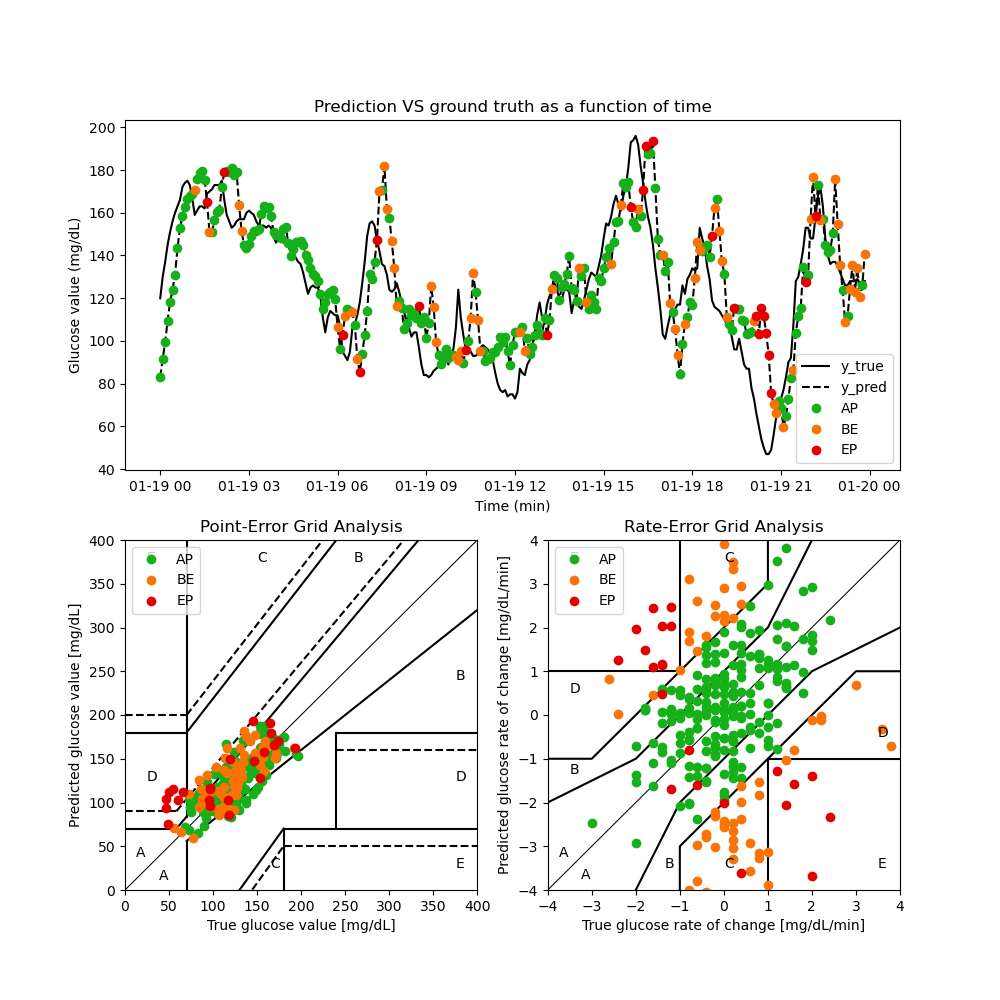 Prediction VS ground truth as a function of time
Glucose value (mg/dL)
200
180
160
140
120
100
80
60
40
01-19 00 01-19 03 01-19 06 01-19 09 01-19 12 01-19 15 01-19 18 01-19 21 01-20 00
Time (min)
y_true
y_pred
AP
BE
EP
Point-Error Grid Analysis
Predicted glucose value [mg/dL]
400
350
300
250
200
150
100
50
0
0 50 100 150 200 250 300 350 400
True glucose value [mg/dL]
AP
BE
EP
C
B
B
D
D
A
A
C
E
Rate-Error Grid Analysis
Predicted glucose rate of change [mg/dL/min]
4
3
2
1
0
−1
−2
−3
−4
−4 −3 −2 −1 0 1 2 3 4
True glucose rate of change [mg/dL/min]
AP
BE
EP
C
D
D
B
A
A
B
C
E